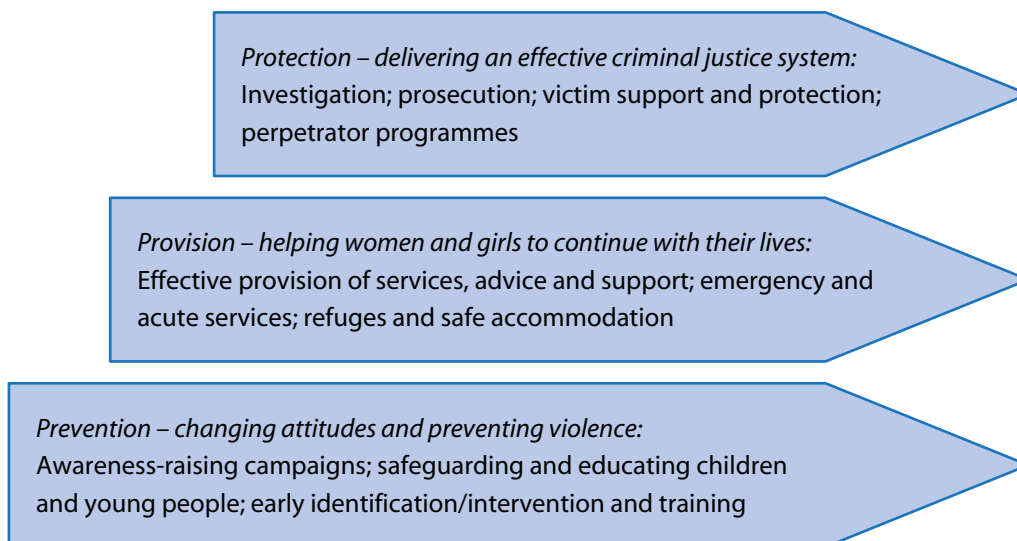 Protection – delivering an effective criminal justice system:
Investigation; prosecution; victim support and protection;
perpetrator programmes
Provision – helping women and girls to continue with their lives:
Effective provision of services, advice and support; emergency and
acute services; refuges and safe accommodation
Prevention – changing attitudes and preventing violence:
Awareness-raising campaigns; safeguarding and educating children
and young people; early identification/intervention and training